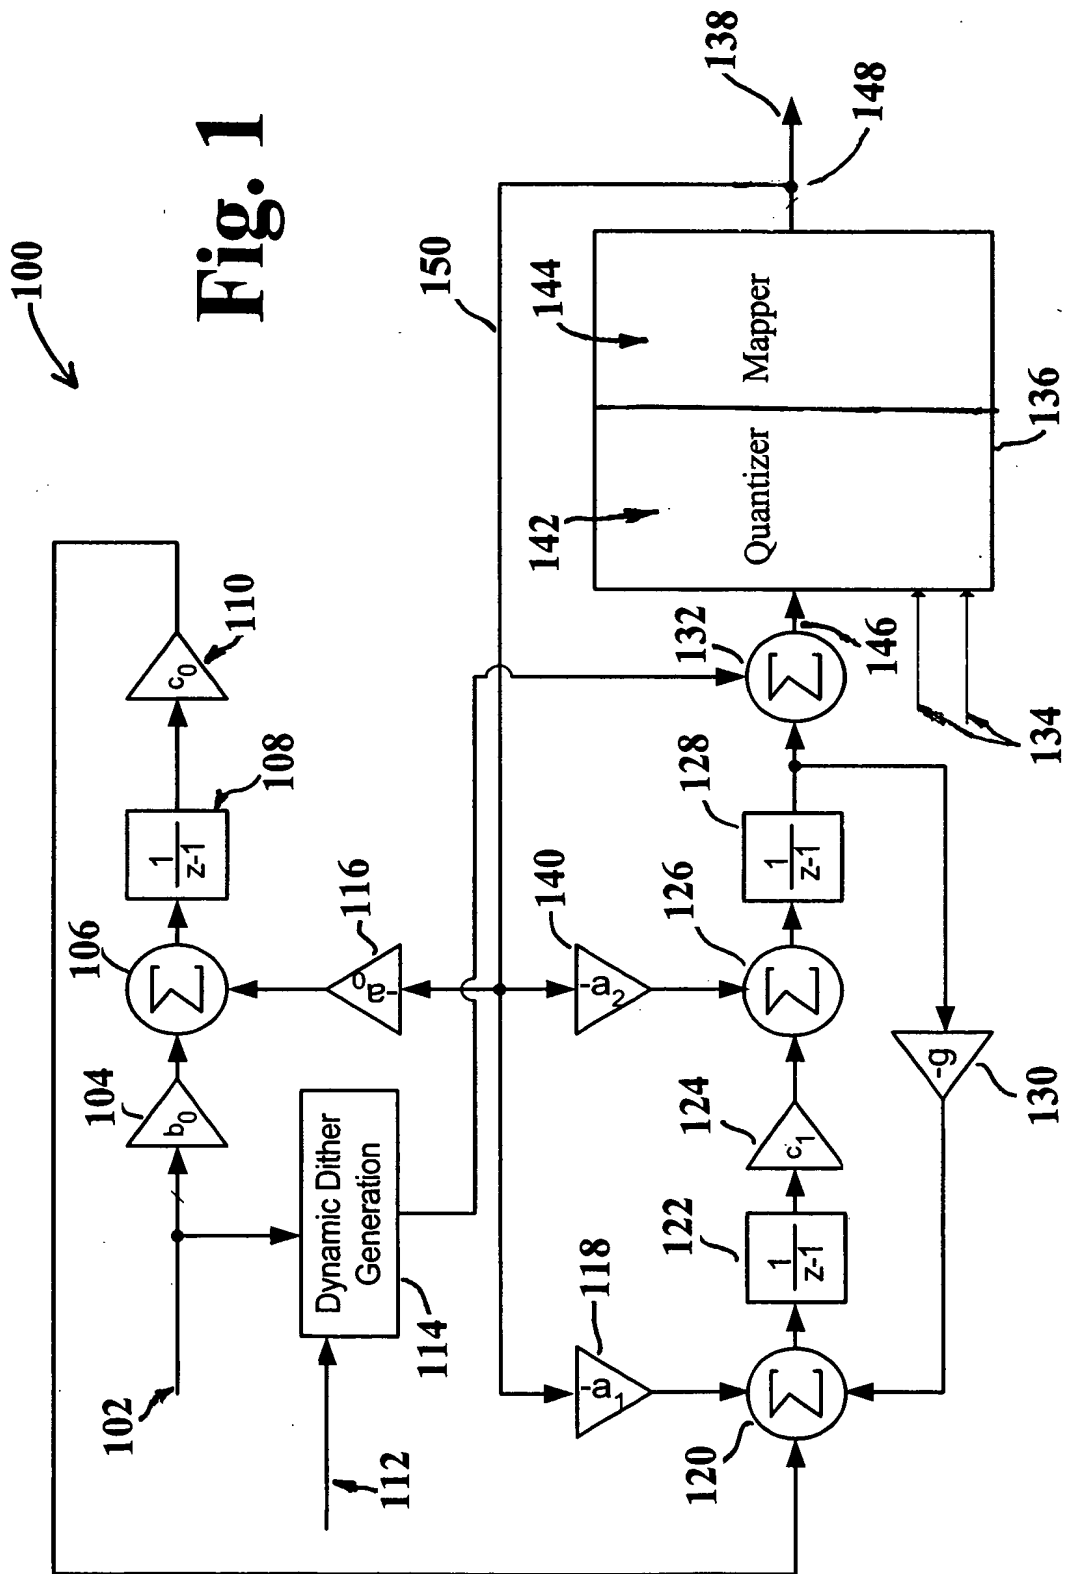 100
Fig. 1
106
110
108
104
b₀
Σ
1
z-1
c₀
102
116
-a₀
150
112
Dynamic Dither
Generation
114
118
-a₁
140
-a₂
142
144
Quantizer
Mapper
138
148
120
Σ
122
1
z-1
124
c₁
126
Σ
128
1
z-1
132
Σ
146
134
136
130
-g